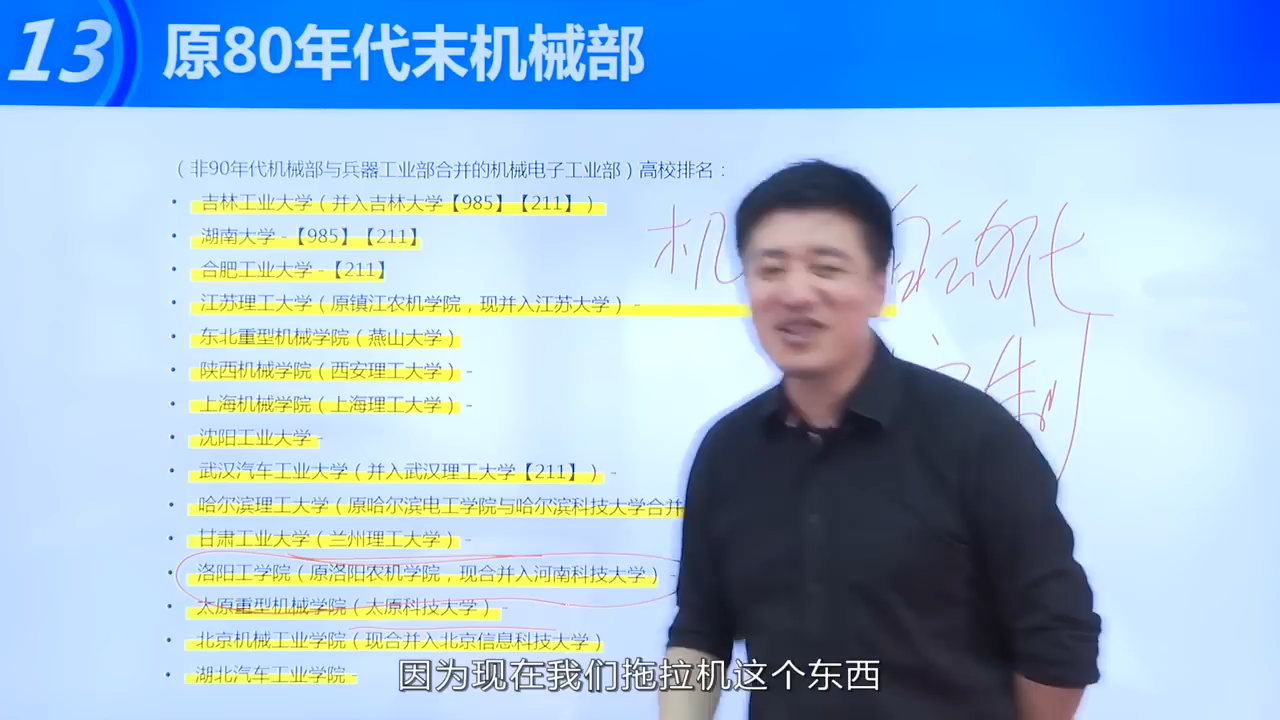 13 原80年代末机械部
（非90年代机械部与兵器工业部合并的机械电子工业部）高校排名：
• 吉林工业大学（并入吉林大学【985】【211】）
• 湖南大学 -【985】【211】
• 合肥工业大学 -【211】
• 江苏理工大学（原镇江农机学院，现并入江苏大学） -
• 东北重型机械学院（燕山大学）
• 陕西机械学院（西安理工大学） -
• 上海机械学院（上海理工大学） -
• 沈阳工业大学 -
• 武汉汽车工业大学（并入武汉理工大学【211】） -
• 哈尔滨理工大学（原哈尔滨电工学院与哈尔滨科技大学合并
• 甘肃工业大学（兰州理工大学） -
• 洛阳工学院（原洛阳农机学院，现合并入河南科技大学） -
• 太原重型机械学院（太原科技大学） -
• 北京机械工业学院（现合并入北京信息科技大学）
• 湖北汽车工业学院 -
机 自动化
制
因为现在我们拖拉机这个东西